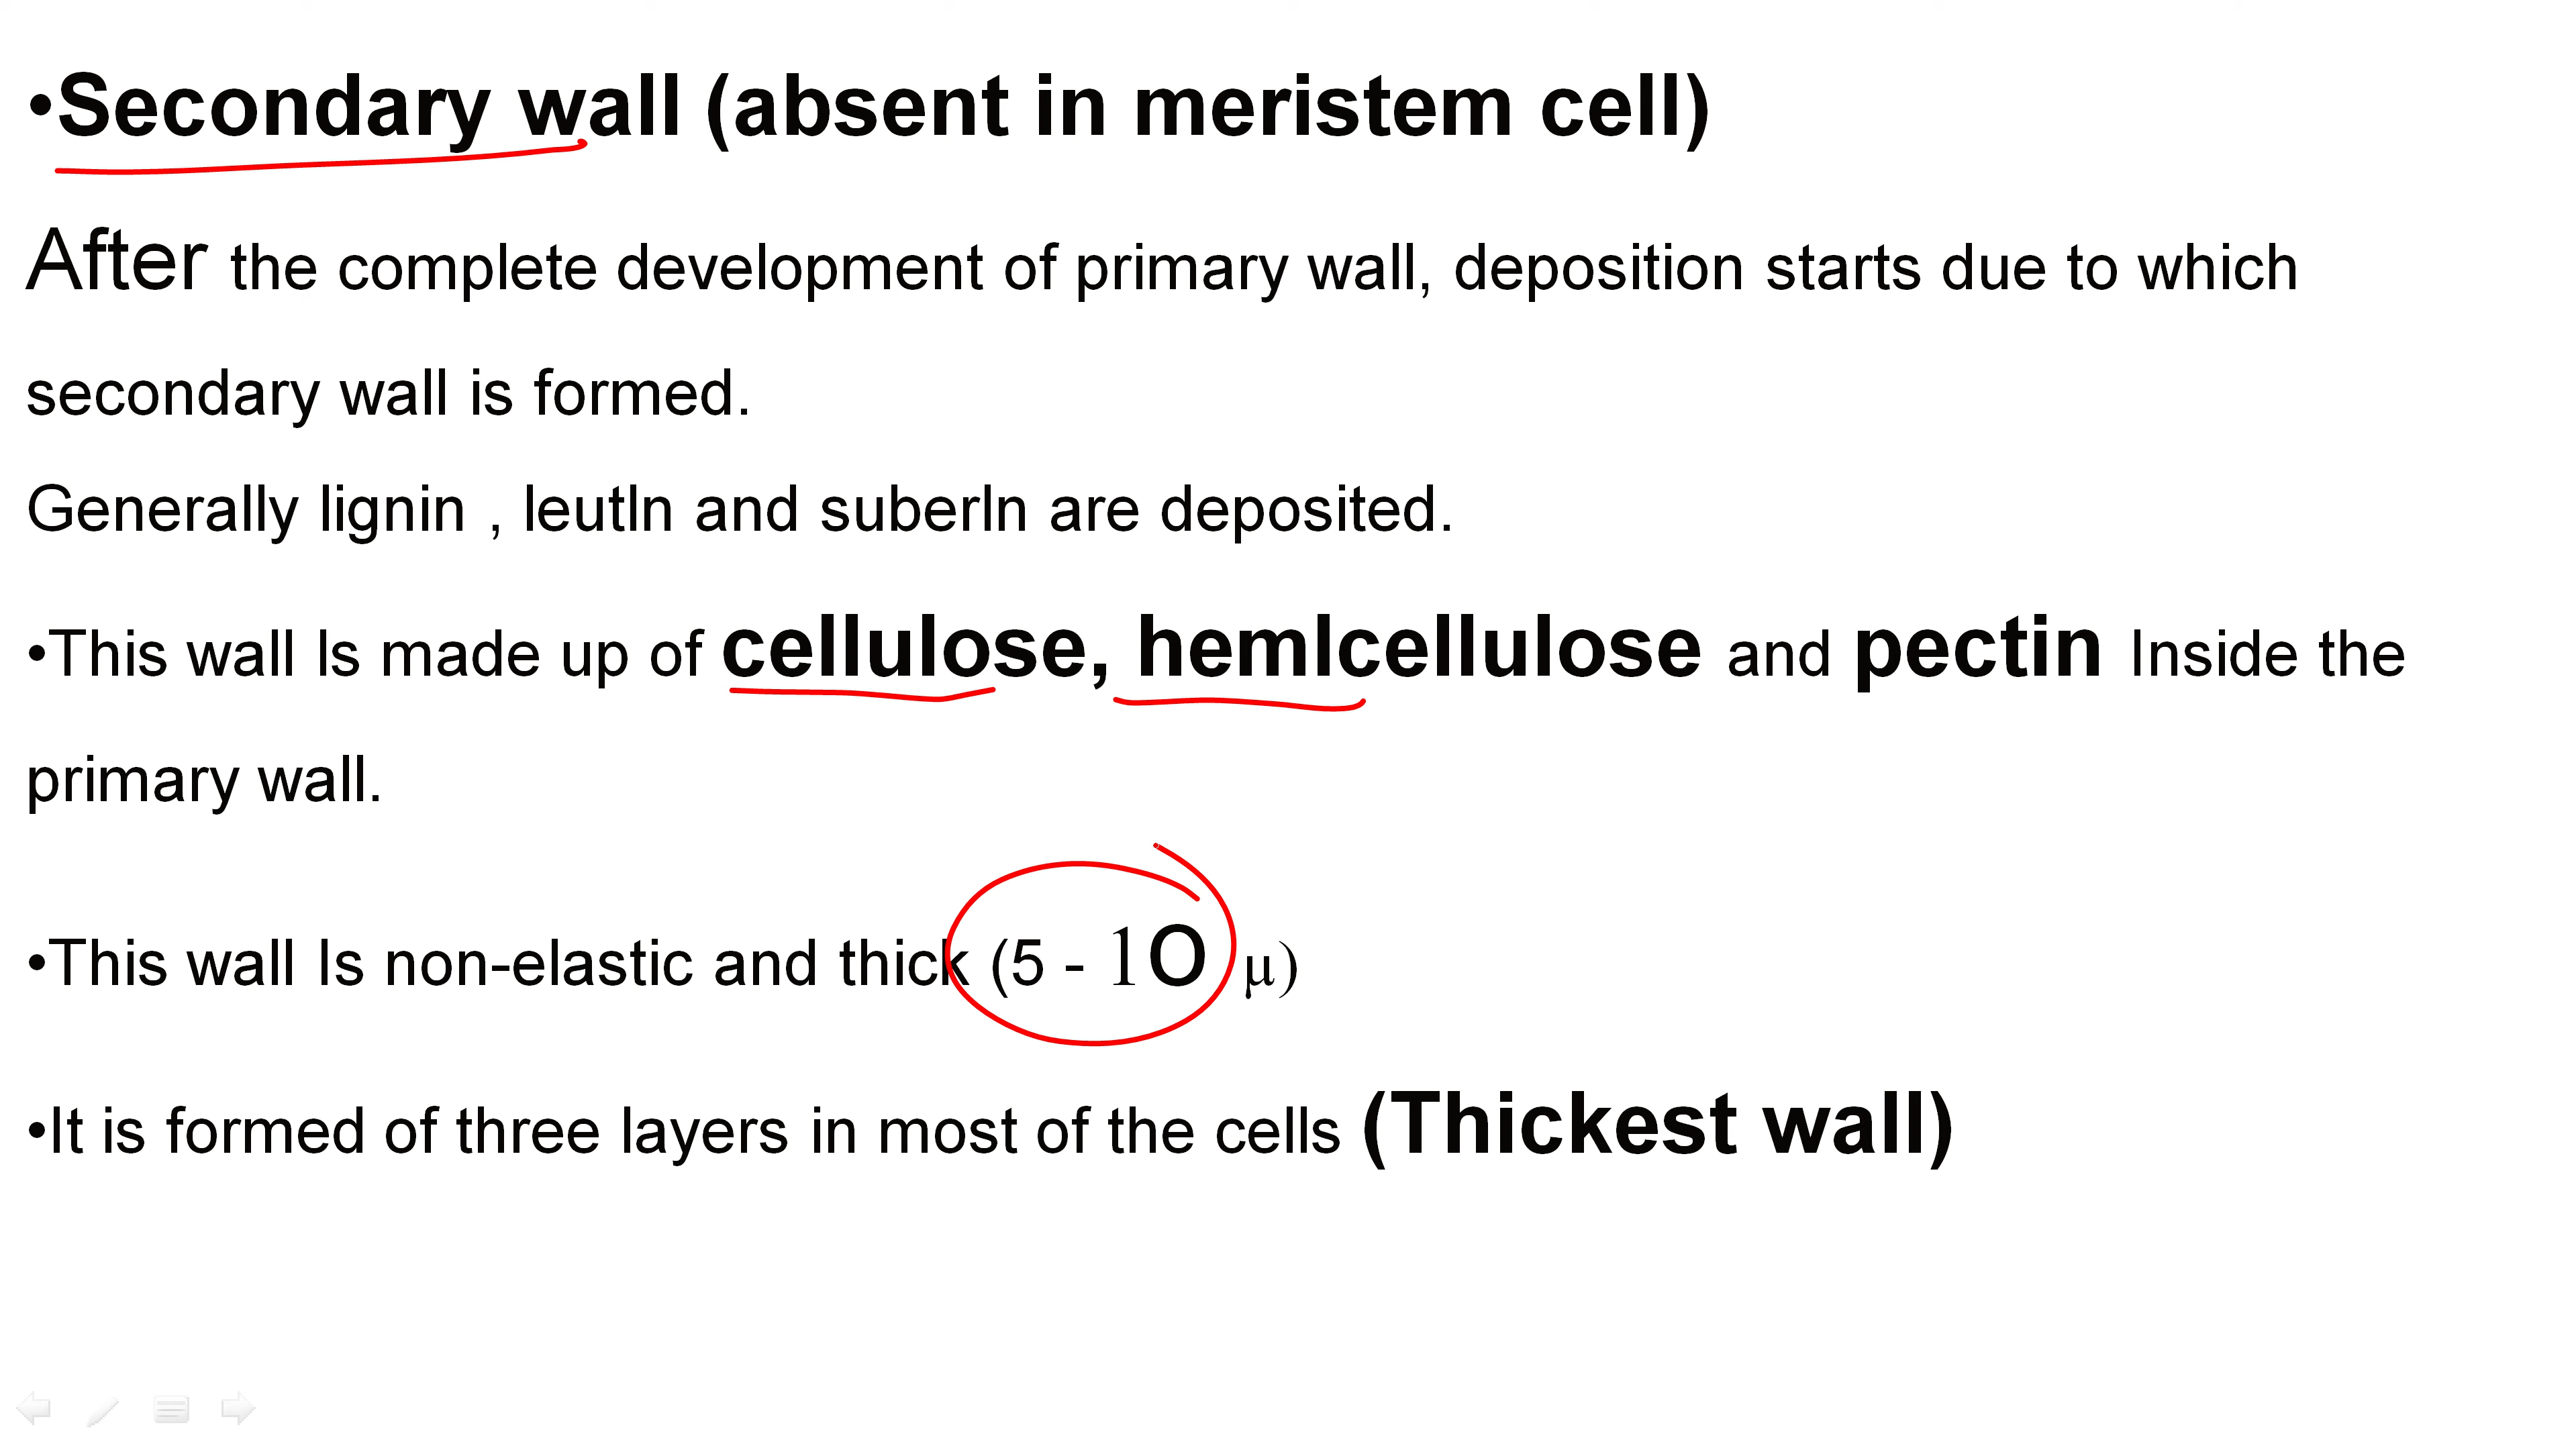 •Secondary wall (absent in meristem cell)
After the complete development of primary wall, deposition starts due to which
secondary wall is formed.
Generally lignin , leutln and suberln are deposited.
•This wall ls made up of cellulose, hemlcellulose and pectin Inside the
primary wall.
•This wall Is non-elastic and thick (5 - 1O μ)
•It is formed of three layers in most of the cells (Thickest wall)